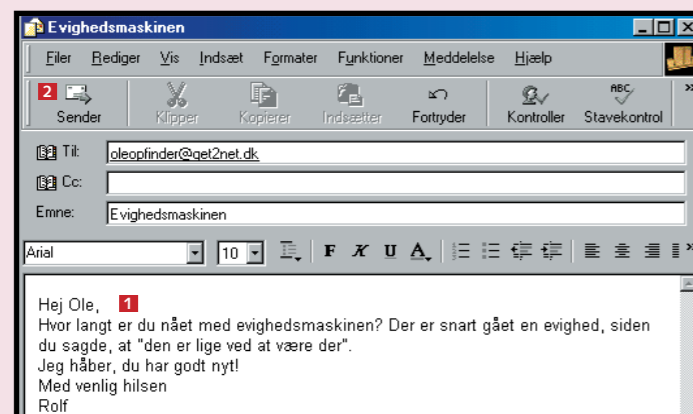 Evighedsmaskinen
Filer Rediger Vis Indsæt Formater Funktioner Meddelelse Hjælp
2
ABC
»
Sender Klipper Kopierer Indsætter Fortryder Kontroller Stavekontrol
Til: oleopfinder@get2net.dk
Cc:
Emne: Evighedsmaskinen
Arial 10 F K U A »
Hej Ole, 1
Hvor langt er du nået med evighedsmaskinen? Der er snart gået en evighed, siden
du sagde, at "den er lige ved at være der".
Jeg håber, du har godt nyt!
Med venlig hilsen
Rolf